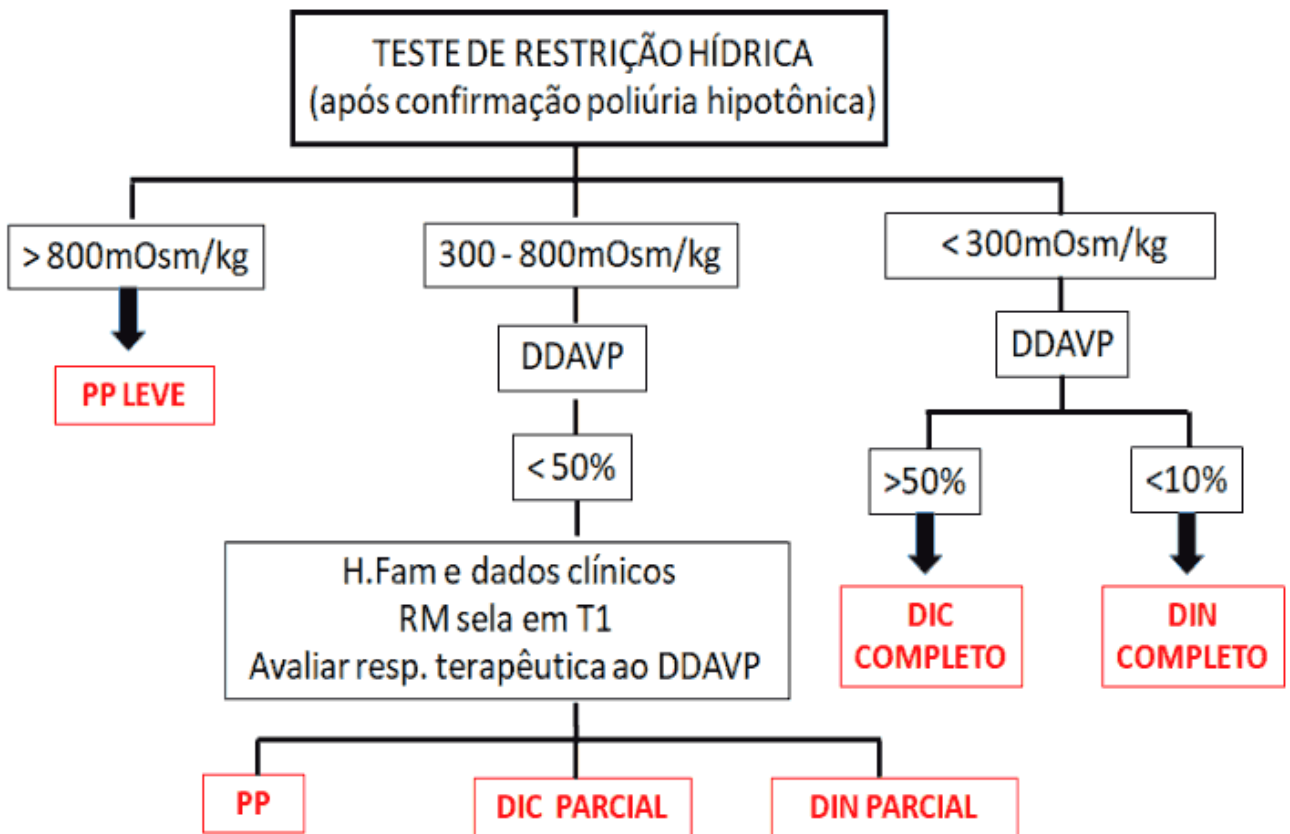 TESTE DE RESTRIÇÃO HÍDRICA
(após confirmação poliúria hipotônica)
> 800mOsm/kg
300 - 800mOsm/kg
< 300mOsm/kg
PP LEVE
DDAVP
DDAVP
< 50%
>50%
<10%
H.Fam e dados clínicos
RM sela em T1
Avaliar resp. terapêutica ao DDAVP
DIC
COMPLETO
DIN
COMPLETO
PP
DIC PARCIAL
DIN PARCIAL